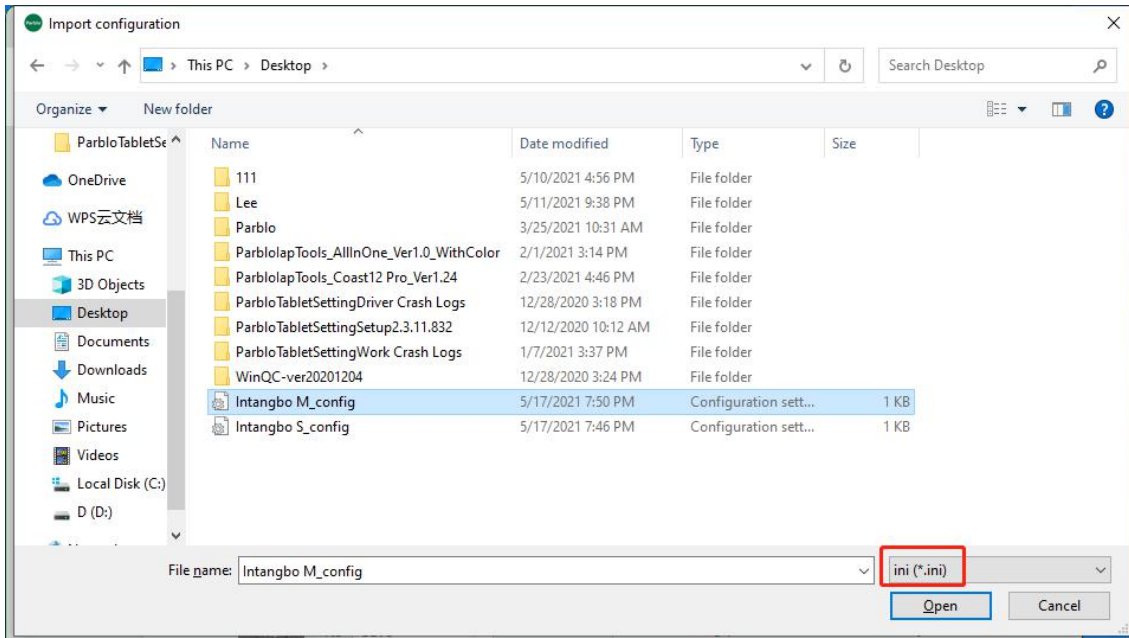 Parblo Import configuration
This PC > Desktop >
Search Desktop
Organize New folder
ParbloTabletSe
OneDrive
WPS云文档
This PC
3D Objects
Desktop
Documents
Downloads
Music
Pictures
Videos
Local Disk (C:)
D (D:)
Name Date modified Type Size
111 5/10/2021 4:56 PM File folder
Lee 5/11/2021 9:38 PM File folder
Parblo 3/25/2021 10:31 AM File folder
ParblolapTools_AllInOne_Ver1.0_WithColor 2/1/2021 3:14 PM File folder
ParblolapTools_Coast12 Pro_Ver1.24 2/23/2021 4:46 PM File folder
ParbloTabletSettingDriver Crash Logs 12/28/2020 3:18 PM File folder
ParbloTabletSettingSetup2.3.11.832 12/12/2020 10:12 AM File folder
ParbloTabletSettingWork Crash Logs 1/7/2021 3:37 PM File folder
WinQC-ver20201204 12/28/2020 3:24 PM File folder
Intangbo M_config 5/17/2021 7:50 PM Configuration sett... 1 KB
Intangbo S_config 5/17/2021 7:46 PM Configuration sett... 1 KB
File name: Intangbo M_config ini (*.ini)
Open Cancel